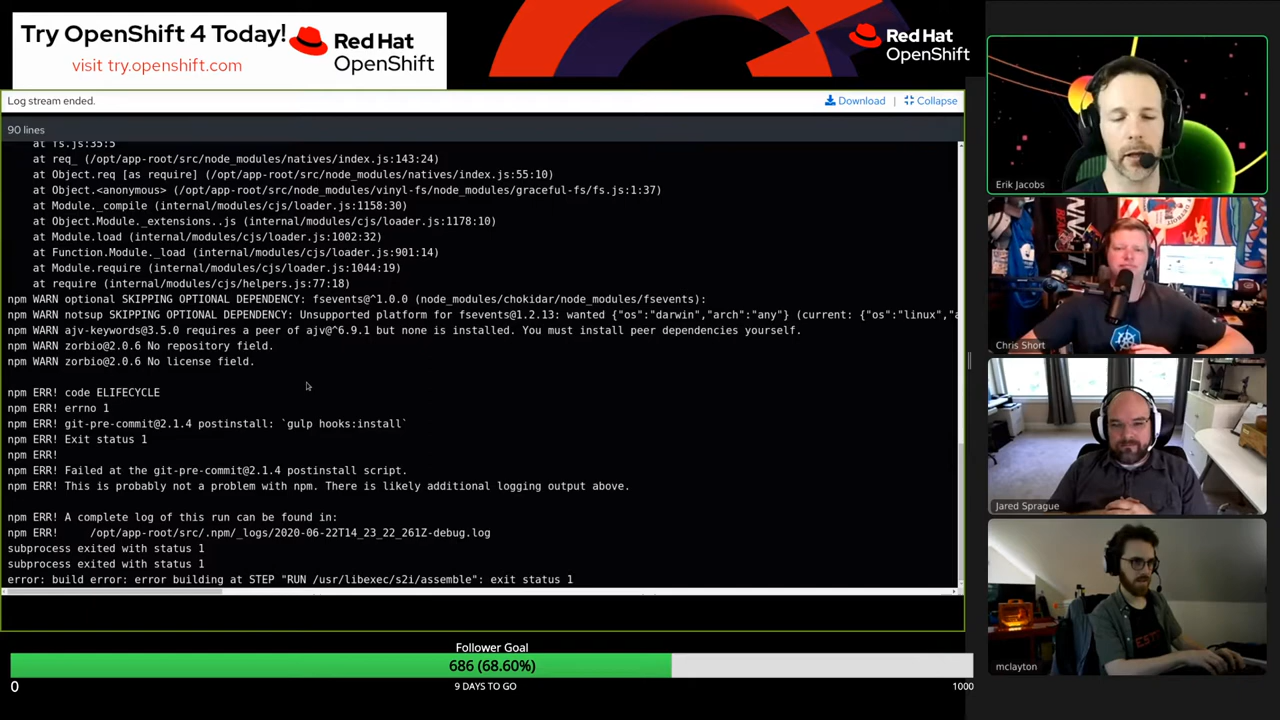 Try OpenShift 4 Today!
visit try.openshift.com
Red Hat
OpenShift
Red Hat
OpenShift
Log stream ended.
Download | Collapse
90 lines
at fs.js:35:5
at req_ (/opt/app-root/src/node_modules/natives/index.js:143:24)
at Object.req [as require] (/opt/app-root/src/node_modules/natives/index.js:55:10)
at Object.<anonymous> (/opt/app-root/src/node_modules/vinyl-fs/node_modules/graceful-fs/fs.js:1:37)
at Module._compile (internal/modules/cjs/loader.js:1158:30)
at Object.Module._extensions..js (internal/modules/cjs/loader.js:1178:10)
at Module.load (internal/modules/cjs/loader.js:1002:32)
at Function.Module._load (internal/modules/cjs/loader.js:901:14)
at Module.require (internal/modules/cjs/loader.js:1044:19)
at require (internal/modules/cjs/helpers.js:77:18)
npm WARN optional SKIPPING OPTIONAL DEPENDENCY: fsevents@^1.0.0 (node_modules/chokidar/node_modules/fsevents):
npm WARN notsup SKIPPING OPTIONAL DEPENDENCY: Unsupported platform for fsevents@1.2.13: wanted {"os":"darwin","arch":"any"} (current: {"os":"linux","a
npm WARN ajv-keywords@3.5.0 requires a peer of ajv@^6.9.1 but none is installed. You must install peer dependencies yourself.
npm WARN zorbio@2.0.6 No repository field.
npm WARN zorbio@2.0.6 No license field.
npm ERR! code ELIFECYCLE
npm ERR! errno 1
npm ERR! git-pre-commit@2.1.4 postinstall: `gulp hooks:install`
npm ERR! Exit status 1
npm ERR!
npm ERR! Failed at the git-pre-commit@2.1.4 postinstall script.
npm ERR! This is probably not a problem with npm. There is likely additional logging output above.
npm ERR! A complete log of this run can be found in:
npm ERR! /opt/app-root/src/.npm/_logs/2020-06-22T14_23_22_261Z-debug.log
subprocess exited with status 1
subprocess exited with status 1
error: build error: error building at STEP "RUN /usr/libexec/s2i/assemble": exit status 1
Follower Goal
686 (68.60%)
0
9 DAYS TO GO
1000
Erik Jacobs
Chris Short
DETROIT
Jared Sprague
mclayton